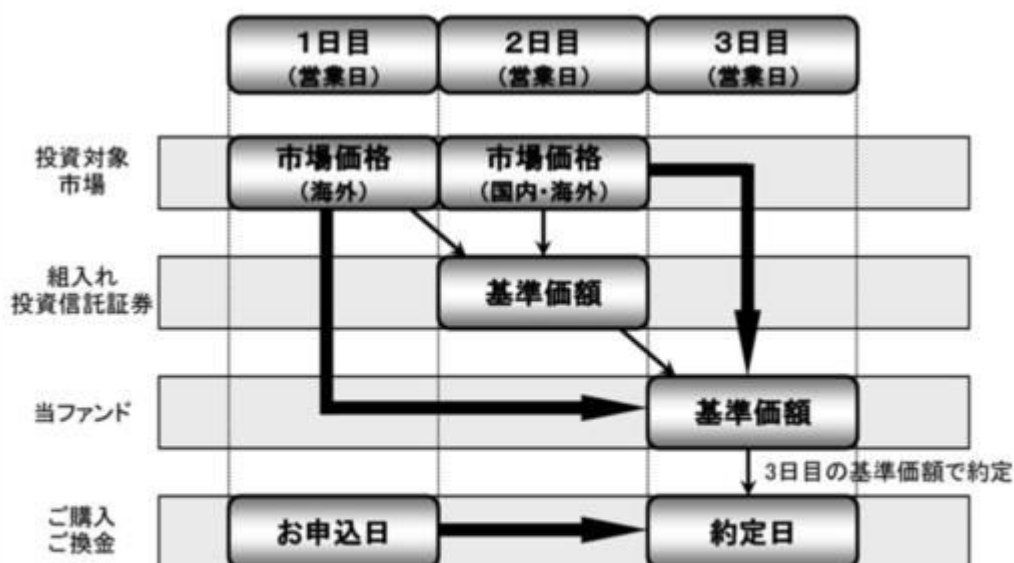 1日目
(営業日)
2日目
(営業日)
3日目
(営業日)
投資対象
市場
市場価格
(海外)
市場価格
(国内・海外)
組入れ
投資信託証券
基準価額
当ファンド
基準価額
3日目の基準価額で約定
ご購入
ご換金
お申込日
約定日